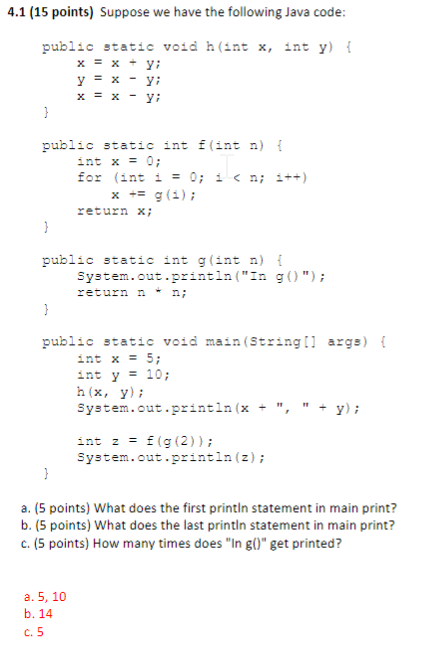 4.1 (15 points) Suppose we have the following Java code:
public static void h(int x, int y) {
x = x + y;
y = x - y;
x = x - y;
}
public static int f(int n) {
int x = 0;
for (int i = 0; i < n; i++)
x += g(i);
return x;
}
public static int g(int n) {
System.out.println("In g()");
return n * n;
}
public static void main(String[] args) {
int x = 5;
int y = 10;
h(x, y);
System.out.println(x + ", " + y);
int z = f(g(2));
System.out.println(z);
}
a. (5 points) What does the first println statement in main print?
b. (5 points) What does the last println statement in main print?
c. (5 points) How many times does "In g()" get printed?
a. 5, 10
b. 14
c. 5